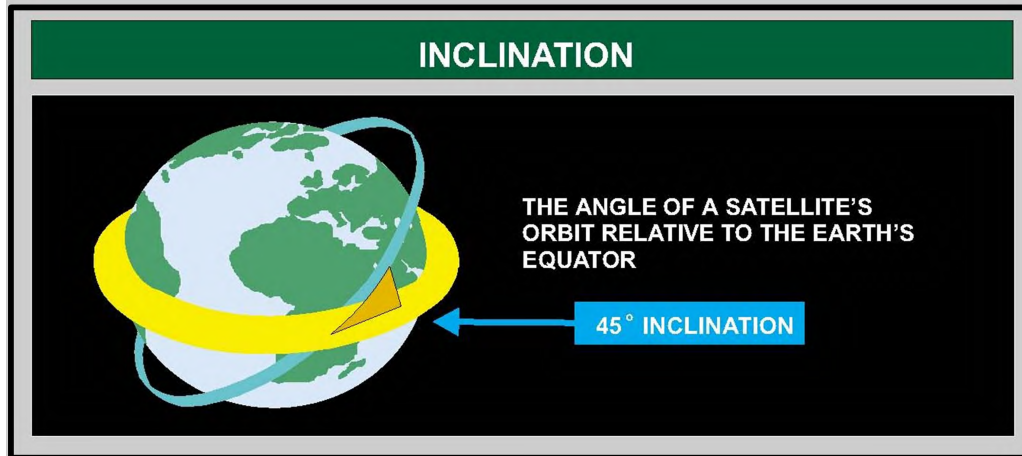 INCLINATION
THE ANGLE OF A SATELLITE'S
ORBIT RELATIVE TO THE EARTH'S
EQUATOR
45° INCLINATION